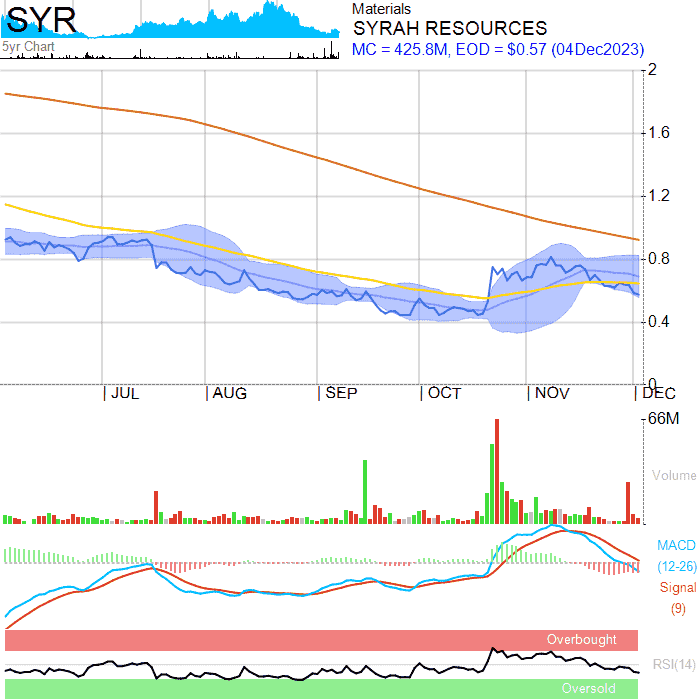 SYR
5yr Chart
Materials
SYRAH RESOURCES
MC = 425.8M, EOD = $0.57 (04Dec2023)
2
1.6
1.2
0.8
0.4
0
JUL AUG SEP OCT NOV DEC
66M
Volume
MACD
(12-26)
Signal
(9)
Overbought
RSI(14)
Oversold